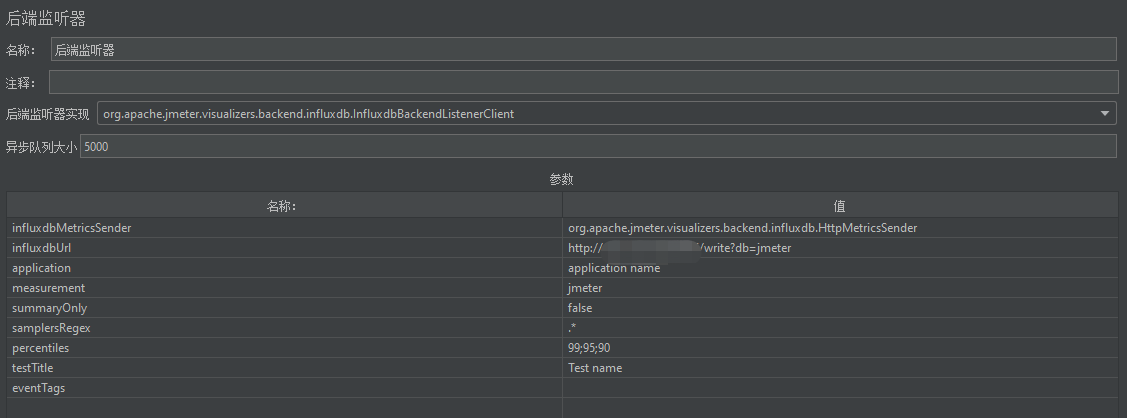 后端监听器
名称： 后端监听器
注释：
后端监听器实现 org.apache.jmeter.visualizers.backend.influxdb.InfluxdbBackendListenerClient
异步队列大小 5000
参数
名称： 值
influxdbMetricsSender org.apache.jmeter.visualizers.backend.influxdb.HttpMetricsSender
influxdbUrl http:// /write?db=jmeter
application application name
measurement jmeter
summaryOnly false
samplersRegex .*
percentiles 99;95;90
testTitle Test name
eventTags